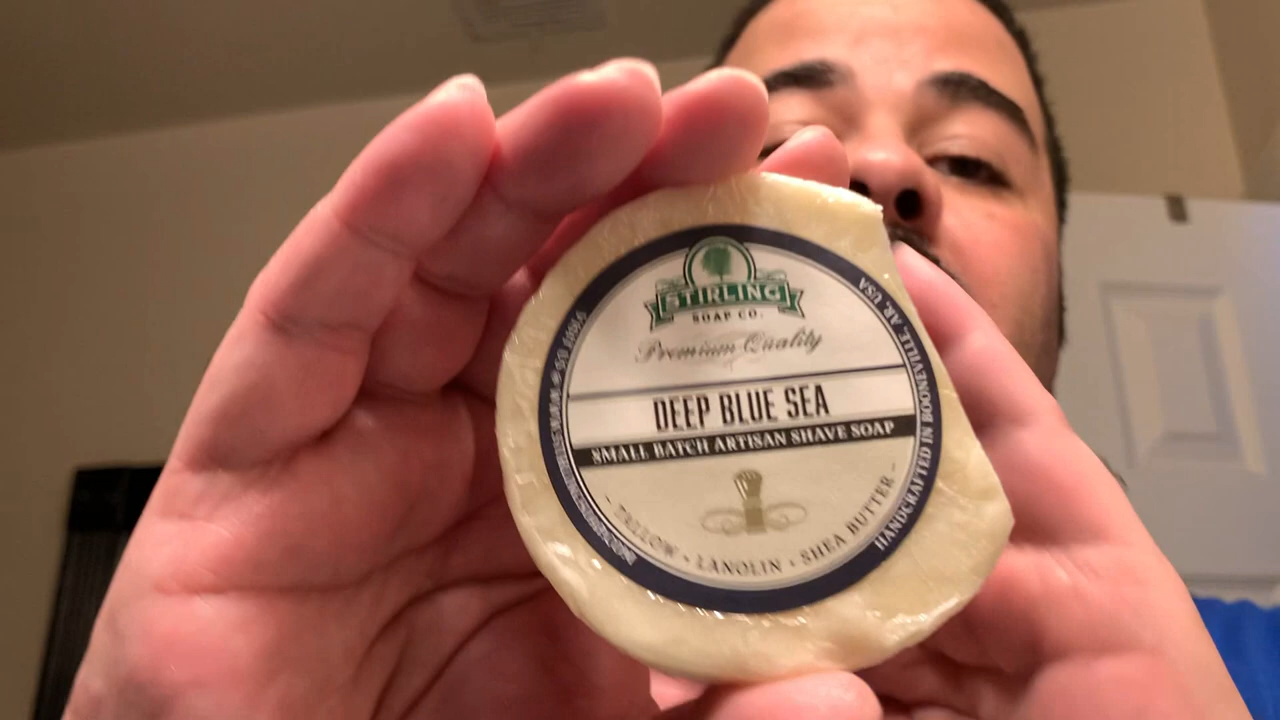 STIRLING
SOAP CO.
Premium Quality
DEEP BLUE SEA
SMALL BATCH ARTISAN SHAVE SOAP
- TALLOW • LANOLIN • SHEA BUTTER -
HANDCRAFTED IN BOONEVILLE, AR, USA